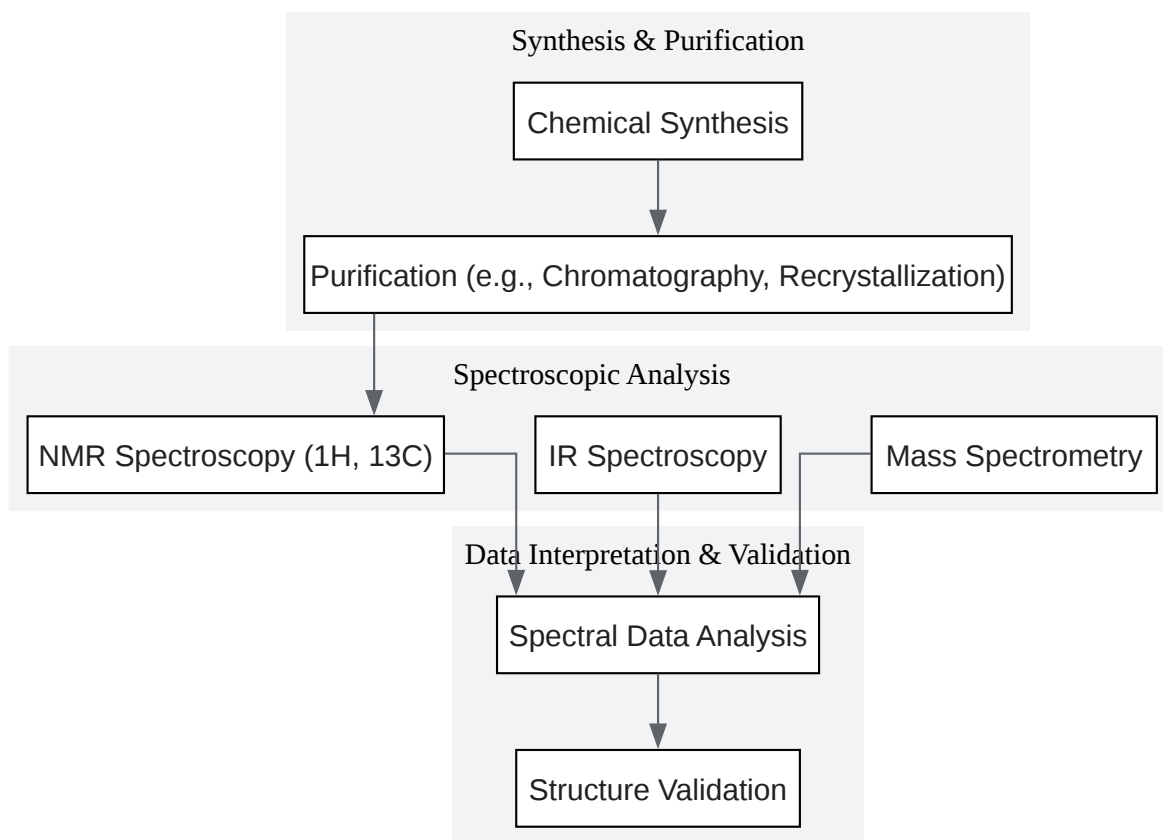 Synthesis & Purification
Chemical Synthesis
Purification (e.g., Chromatography, Recrystallization)
Spectroscopic Analysis
NMR Spectroscopy (1H, 13C)
IR Spectroscopy
Mass Spectrometry
Data Interpretation & Validation
Spectral Data Analysis
Structure Validation